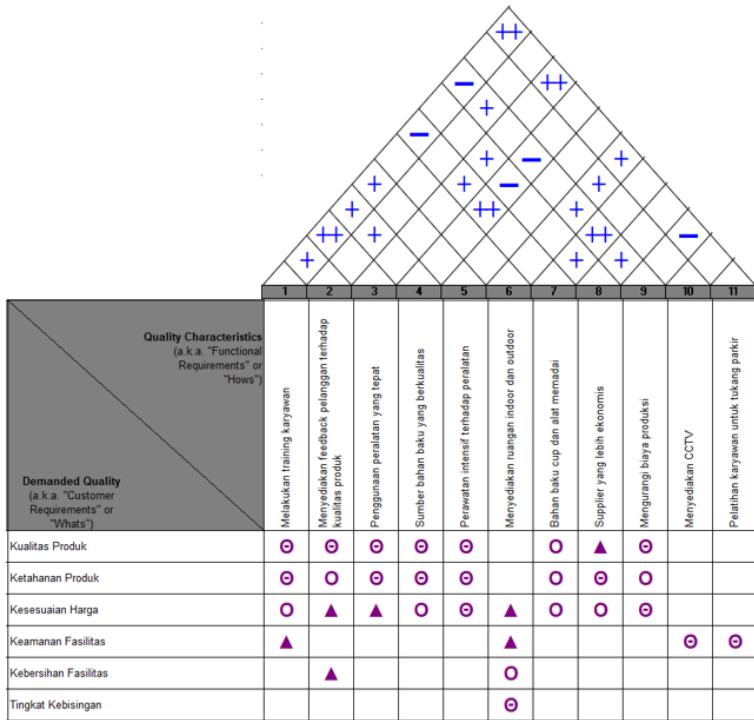 ++
− ++
+
−
+ − +
+ + − +
+ ++ +
++ + ++ −
+ + +
1 2 3 4 5 6 7 8 9 10 11
Quality Characteristics
(a.k.a. "Functional
Requirements" or
"Hows")
Demanded Quality
(a.k.a. "Customer
Requirements" or
"Whats")
Melakukan training karyawan
Menyediakan feedback pelanggan terhadap
kualitas produk
Penggunaan peralatan yang tepat
Sumber bahan baku yang berkualitas
Perawatan intensif terhadap peralatan
Menyediakan ruangan indoor dan outdoor
Bahan baku cup dan alat memadai
Supplier yang lebih ekonomis
Mengurangi biaya produksi
Menyediakan CCTV
Pelatihan karyawan untuk tukang parkir
Kualitas Produk Θ Θ Θ Θ Θ Ο ▲ Θ
Ketahanan Produk Θ Ο Θ Θ Θ Ο Θ Ο
Kesesuaian Harga Ο ▲ ▲ Ο Θ ▲ Ο Ο Θ
Keamanan Fasilitas ▲ ▲ Θ Θ
Kebersihan Fasilitas ▲ Ο
Tingkat Kebisingan Θ